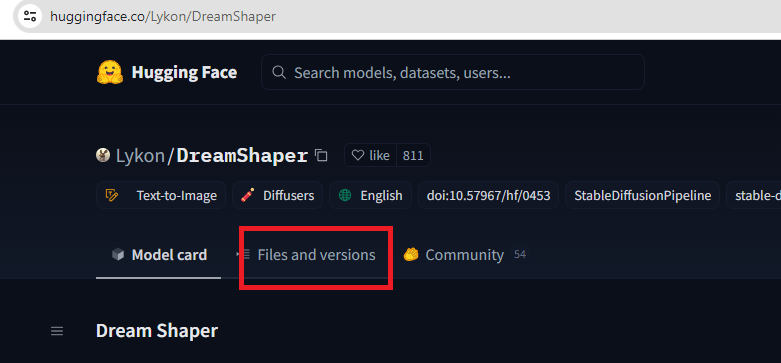 huggingface.co/Lykon/DreamShaper
Hugging Face
Search models, datasets, users...
Lykon/DreamShaper
like 811
Text-to-Image Diffusers English doi:10.57967/hf/0453 StableDiffusionPipeline stable-d
Model card Files and versions Community 54
Dream Shaper